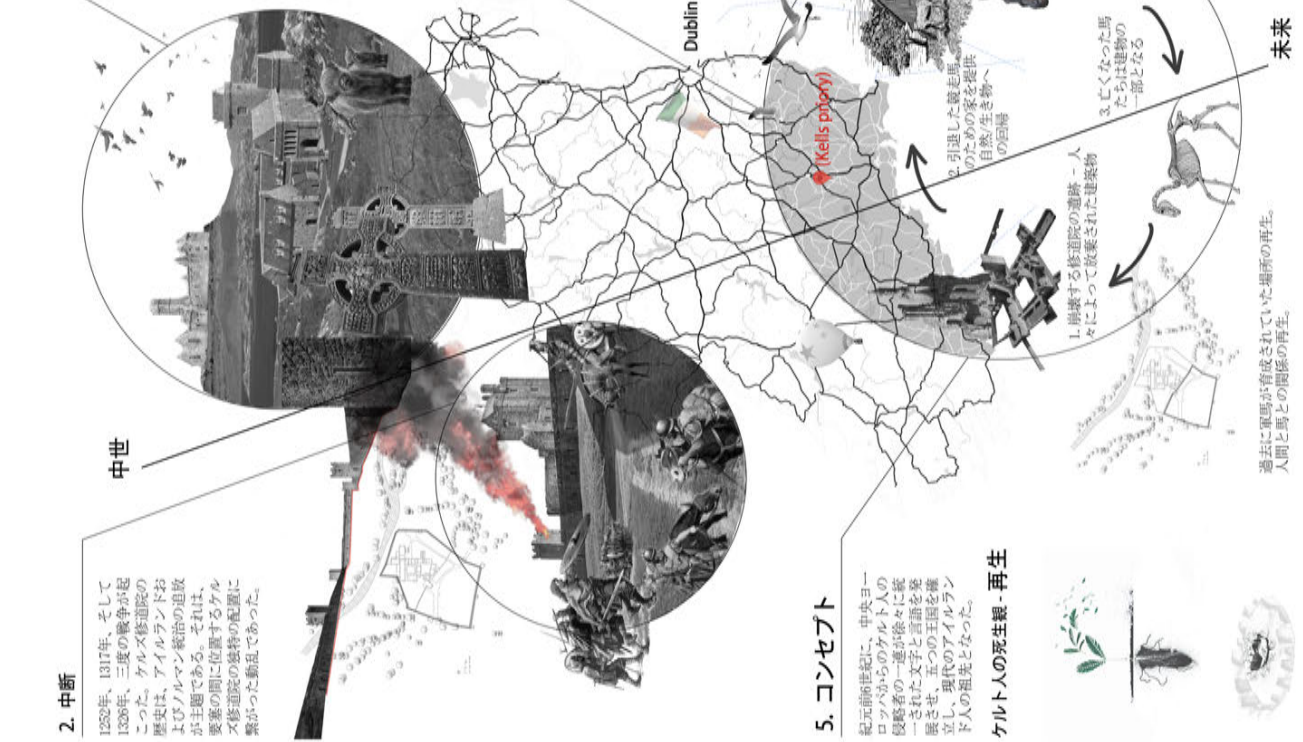 2. 中断
1252年、1317年、そして
1326年、三度の戦争が起
こった。ケルズ修道院の
歴史は、アイルランドお
よびノルマン統治の追放
が主題である。それは、
要塞の間に位置するケル
ズ修道院の独特の配置に
繋がった動乱であった。
中世
Dublin
(Kells priory)
未来
5. コンセプト
紀元前6世紀に、中央ヨー
ロッパからのケルト人の
侵略者の一連が徐々に統
一された文字と言語を発
展させ、五つの王国を確
立し、現代のアイルラン
ド人の祖先となった。
ケルト人の死生観 - 再生
1. 崩壊する修道院の遺跡 – 人
々によって放棄された建築物
2. 引退した競走馬
のための家を提供
自然/生き物へ
の回帰
3. 亡くなった馬
たちは建物の
一部となる
過去に軍馬が育成されていた場所の再生。
人間と馬との関係の再生。